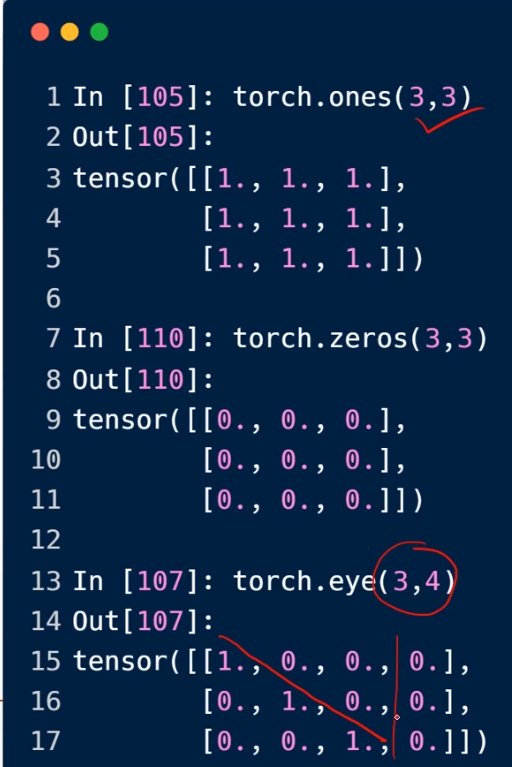 1 In [105]: torch.ones(3,3)
2 Out[105]:
3 tensor([[1., 1., 1.],
4         [1., 1., 1.],
5         [1., 1., 1.]])
6
7 In [110]: torch.zeros(3,3)
8 Out[110]:
9 tensor([[0., 0., 0.],
10         [0., 0., 0.],
11         [0., 0., 0.]])
12
13 In [107]: torch.eye(3,4)
14 Out[107]:
15 tensor([[1., 0., 0., 0.],
16         [0., 1., 0., 0.],
17         [0., 0., 1., 0.]])